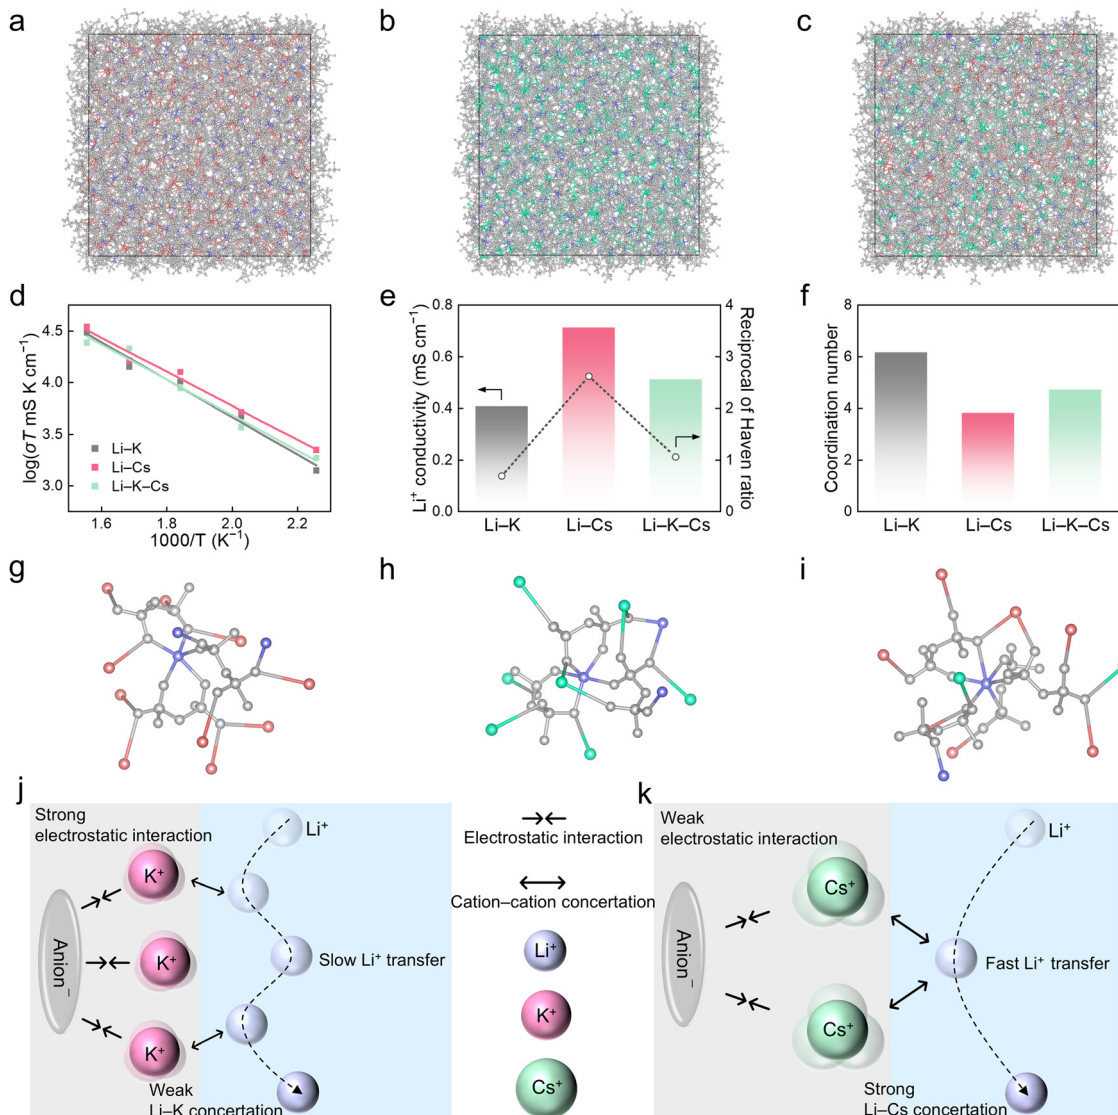 a
b
c
d
log(σT mS K cm⁻¹)
4.5
4.0
3.5
3.0
Li–K
Li–Cs
Li–K–Cs
1.6
1.8
2.0
2.2
1000/T (K⁻¹)
e
Li⁺ conductivity (mS cm⁻¹)
0.8
0.6
0.4
0.2
0.0
4
3
2
1
0
Reciprocal of
Haven ratio
Li–K
Li–Cs
Li–K–Cs
f
Coordination number
8
6
4
2
0
Li–K
Li–Cs
Li–K–Cs
g
h
i
j
Strong
electrostatic interaction
Li⁺
K⁺
K⁺
K⁺
Anion⁻
Slow Li⁺ transfer
Weak
Li–K concertation
Electrostatic interaction
Cation–cation concertation
Li⁺
K⁺
Cs⁺
k
Weak
electrostatic interaction
Li⁺
Cs⁺
Cs⁺
Anion⁻
Fast Li⁺ transfer
Strong
Li–Cs concertation